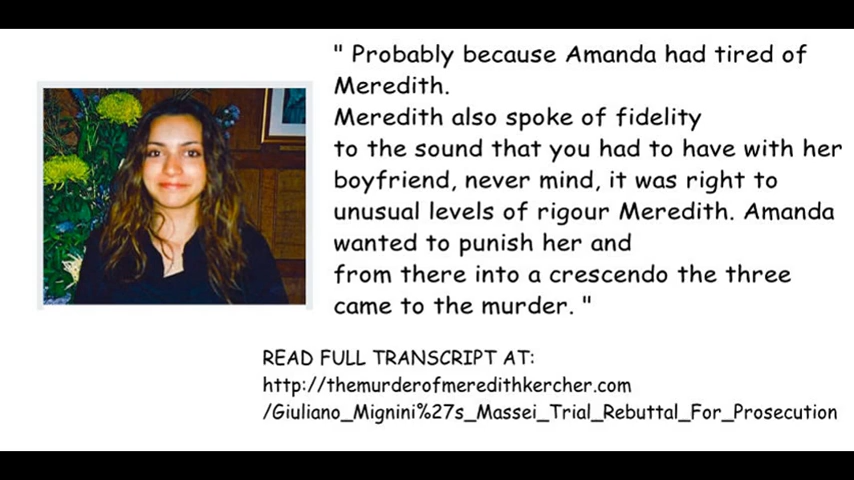 " Probably because Amanda had tired of
Meredith.
Meredith also spoke of fidelity
to the sound that you had to have with her
boyfriend, never mind, it was right to
unusual levels of rigour Meredith. Amanda
wanted to punish her and
from there into a crescendo the three
came to the murder. "
READ FULL TRANSCRIPT AT:
http://themurderofmeredithkercher.com
/Giuliano_Mignini%27s_Massei_Trial_Rebuttal_For_Prosecution